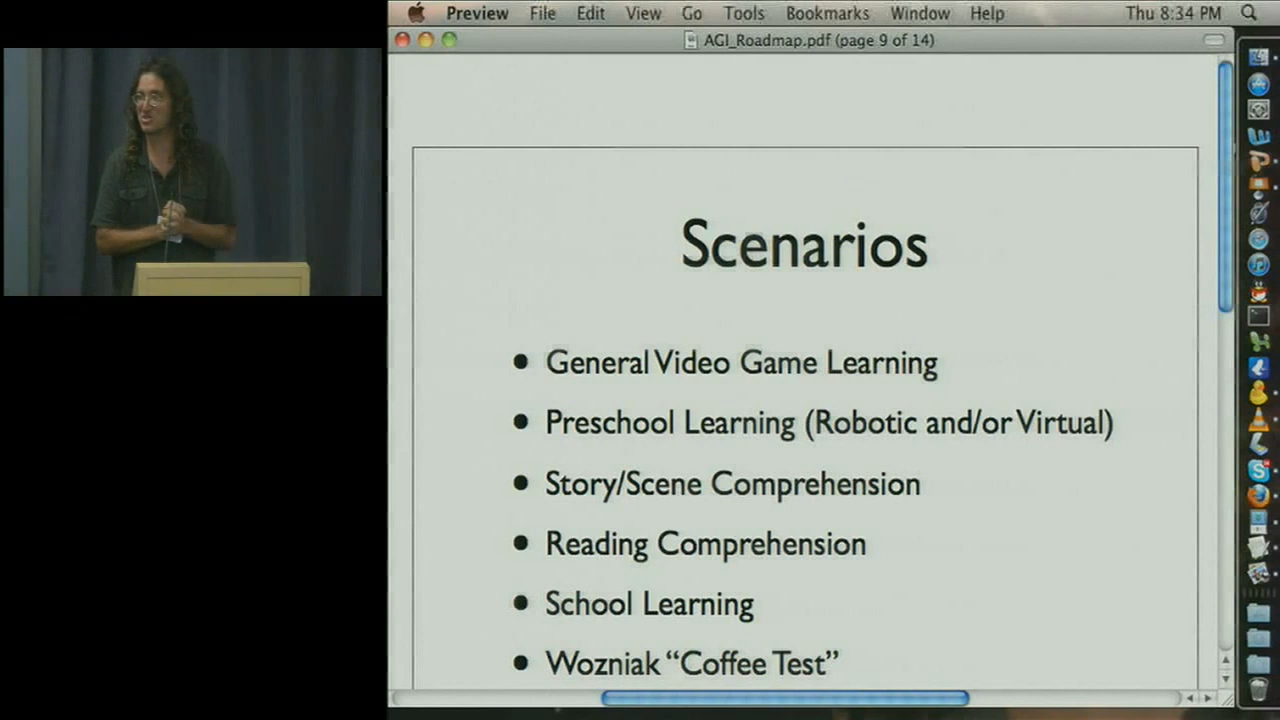 Preview File Edit View Go Tools Bookmarks Window Help Thu 8:34 PM
AGI_Roadmap.pdf (page 9 of 14)
Scenarios
• General Video Game Learning
• Preschool Learning (Robotic and/or Virtual)
• Story/Scene Comprehension
• Reading Comprehension
• School Learning
• Wozniak “Coffee Test”